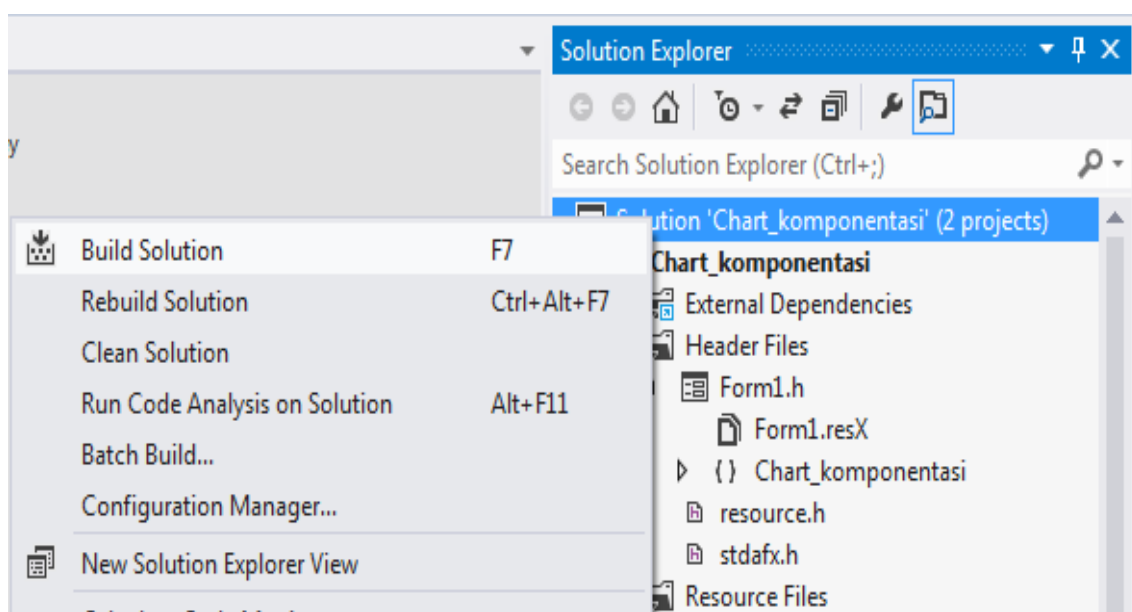 Solution Explorer
y
Search Solution Explorer (Ctrl+;)
'Chart_komponentasi' (2 projects)
Build Solution F7
Chart_komponentasi
Rebuild Solution Ctrl+Alt+F7
External Dependencies
Clean Solution
Header Files
Run Code Analysis on Solution Alt+F11
Form1.h
Form1.resX
Batch Build...
{} Chart_komponentasi
Configuration Manager...
resource.h
stdafx.h
New Solution Explorer View
Resource Files